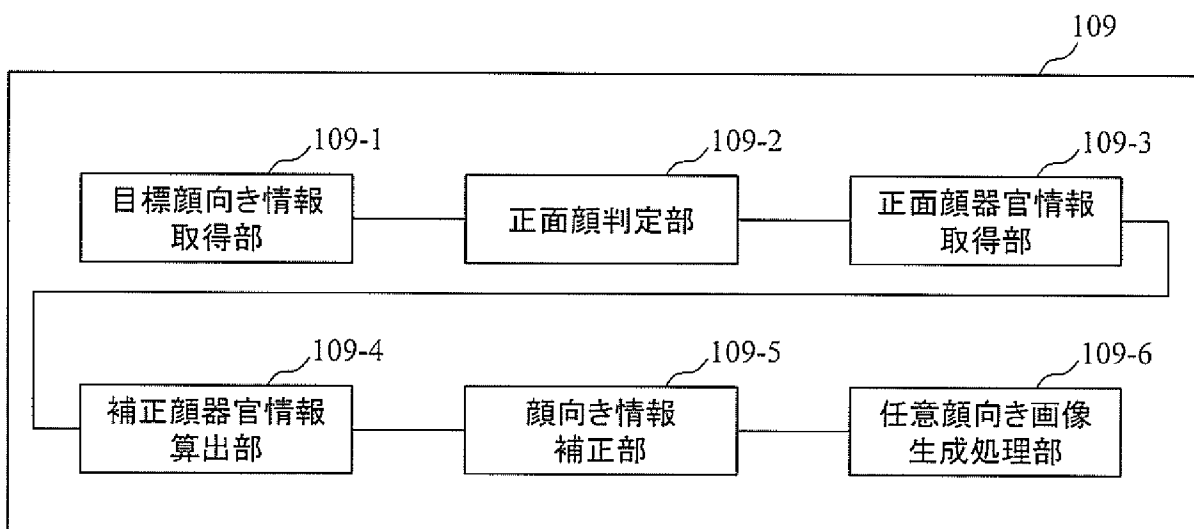 109
109-1
109-2
109-3
目標顔向き情報
取得部
正面顔判定部
正面顔器官情報
取得部
109-4
109-5
109-6
補正顔器官情報
算出部
顔向き情報
補正部
任意顔向き画像
生成処理部